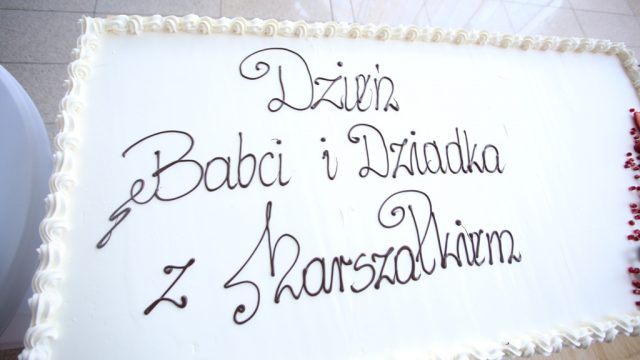 Dzień
Babci i Dziadka
z Marszałkiem